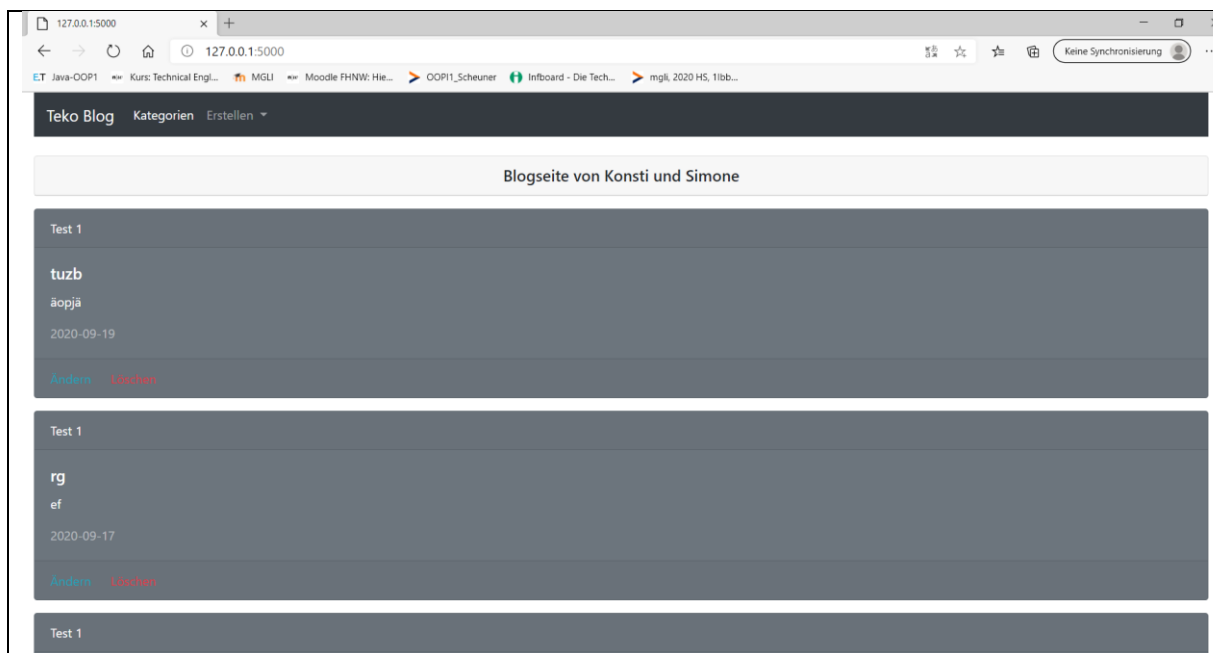 127.0.0.1:5000
127.0.0.1:5000 Keine Synchronisierung
Java-OOP1 Kurs: Technical Engl... MGLI Moodle FHNW: Hie... OOPI1_Scheuner Infboard - Die Tech... mgli, 2020 HS, 1Ibb...
Teko Blog Kategorien Erstellen
Blogseite von Konsti und Simone
Test 1
tuzb
äopjä
2020-09-19
Ändern Löschen
Test 1
rg
ef
2020-09-17
Ändern Löschen
Test 1